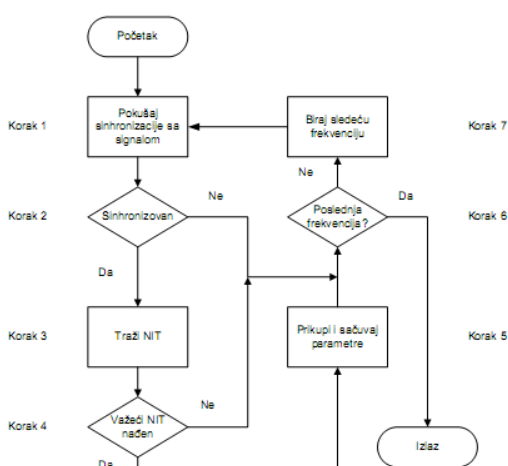 Početak
Korak 1
Pokušaj
sinhronizacije sa
signalom
Biraj sledeću
frekvenciju
Korak 7
Ne
Korak 2
Sinhronizovan
Ne
Poslednja
frekvencija?
Da
Korak 6
Da
Korak 3
Traži NIT
Prikupi i sačuvaj
parametre
Korak 5
Korak 4
Važeći NIT
nađen
Ne
Izlaz
Da